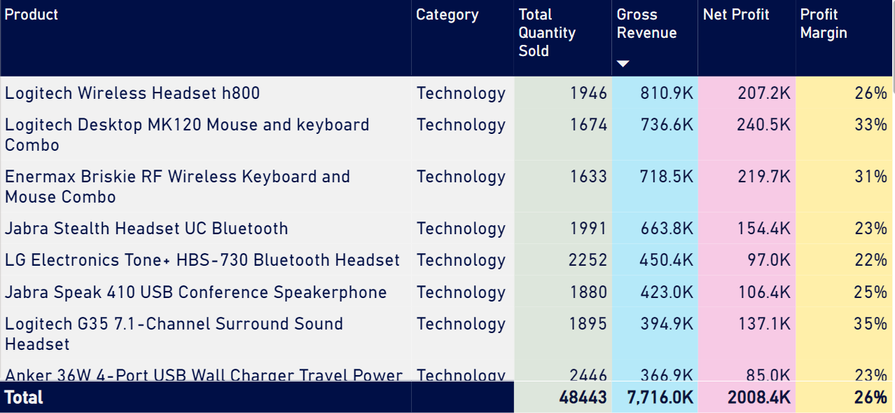 Product Category Total Quantity Sold Gross Revenue Net Profit Profit Margin
Logitech Wireless Headset h800 Technology 1946 810.9K 207.2K 26%
Logitech Desktop MK120 Mouse and keyboard Technology 1674 736.6K 240.5K 33%
Combo
Enermax Briskie RF Wireless Keyboard and Technology 1633 718.5K 219.7K 31%
Mouse Combo
Jabra Stealth Headset UC Bluetooth Technology 1991 663.8K 154.4K 23%
LG Electronics Tone+ HBS-730 Bluetooth Headset Technology 2252 450.4K 97.0K 22%
Jabra Speak 410 USB Conference Speakerphone Technology 1880 423.0K 106.4K 25%
Logitech G35 7.1-Channel Surround Sound Technology 1895 394.9K 137.1K 35%
Headset
Anker 36W 4-Port USB Wall Charger Travel Power Technology 2446 366.9K 85.0K 23%
Total 48443 7,716.0K 2008.4K 26%